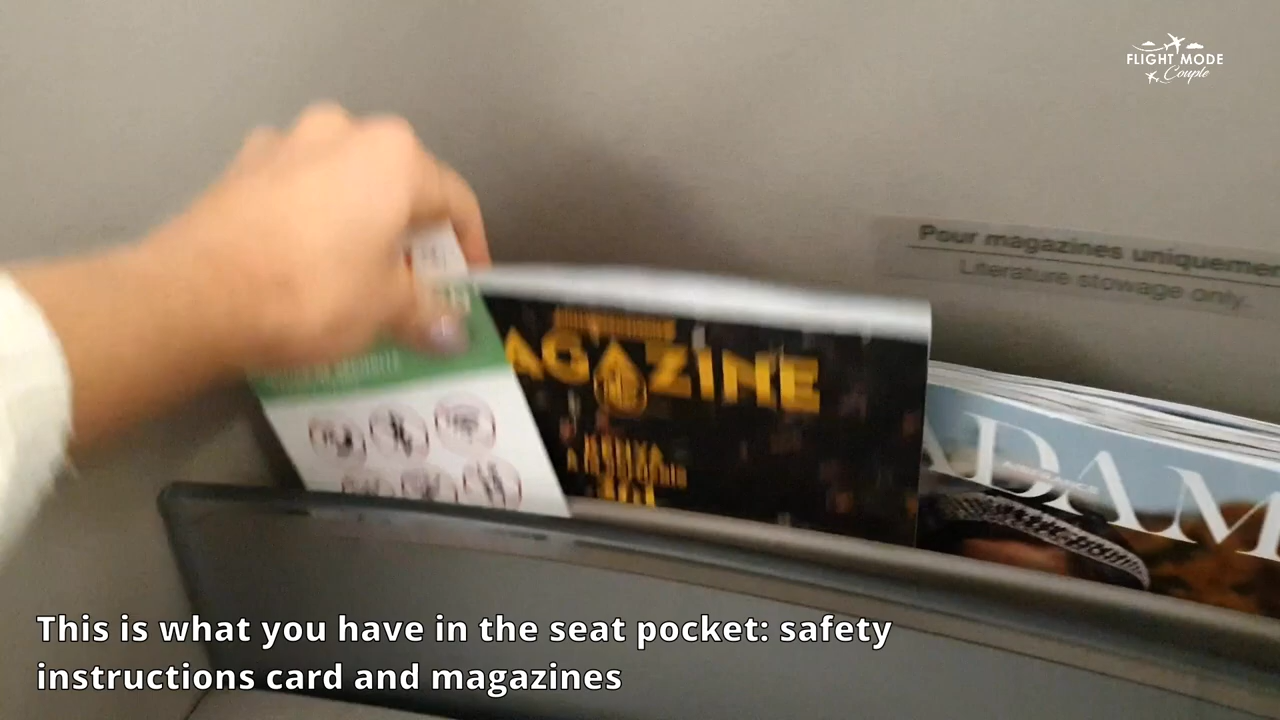 FLIGHT MODE
Couple
Pour magazines uniquemen
Literature stowage only.
AGAZINE
ADAM
This is what you have in the seat pocket: safety
instructions card and magazines